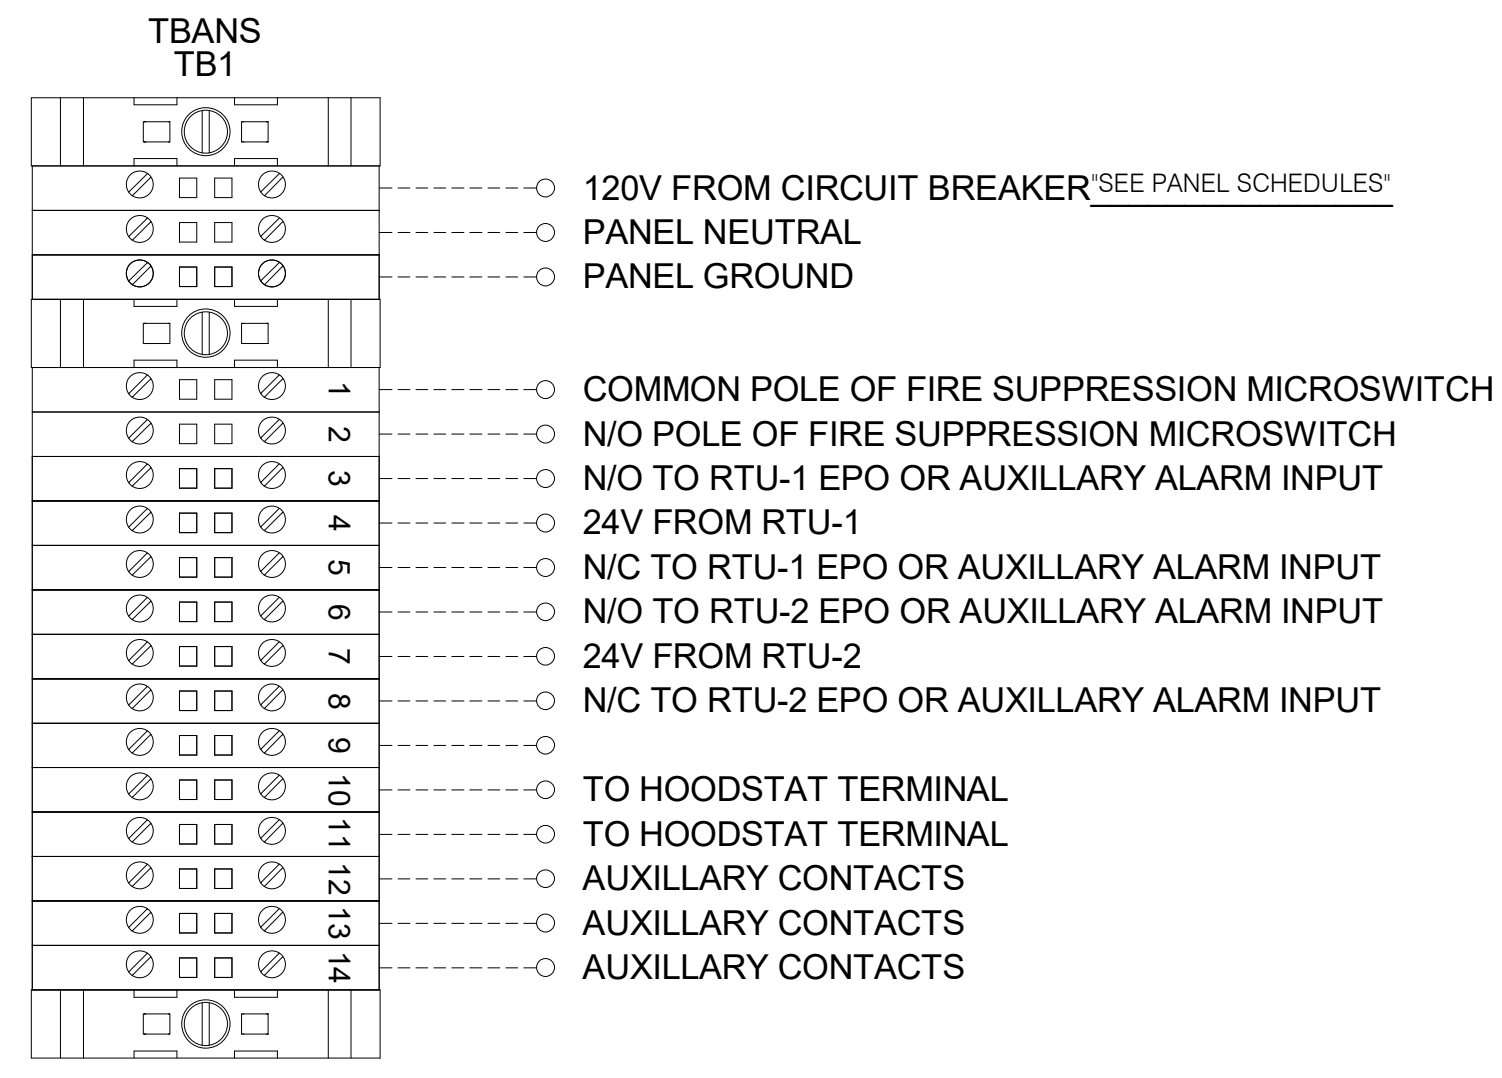 TBANS
TB1
120V FROM CIRCUIT BREAKER "SEE PANEL SCHEDULES"
PANEL NEUTRAL
PANEL GROUND
1 COMMON POLE OF FIRE SUPPRESSION MICROSWITCH
2 N/O POLE OF FIRE SUPPRESSION MICROSWITCH
3 N/O TO RTU-1 EPO OR AUXILLARY ALARM INPUT
4 24V FROM RTU-1
5 N/C TO RTU-1 EPO OR AUXILLARY ALARM INPUT
6 N/O TO RTU-2 EPO OR AUXILLARY ALARM INPUT
7 24V FROM RTU-2
8 N/C TO RTU-2 EPO OR AUXILLARY ALARM INPUT
9
10 TO HOODSTAT TERMINAL
11 TO HOODSTAT TERMINAL
12 AUXILLARY CONTACTS
13 AUXILLARY CONTACTS
14 AUXILLARY CONTACTS